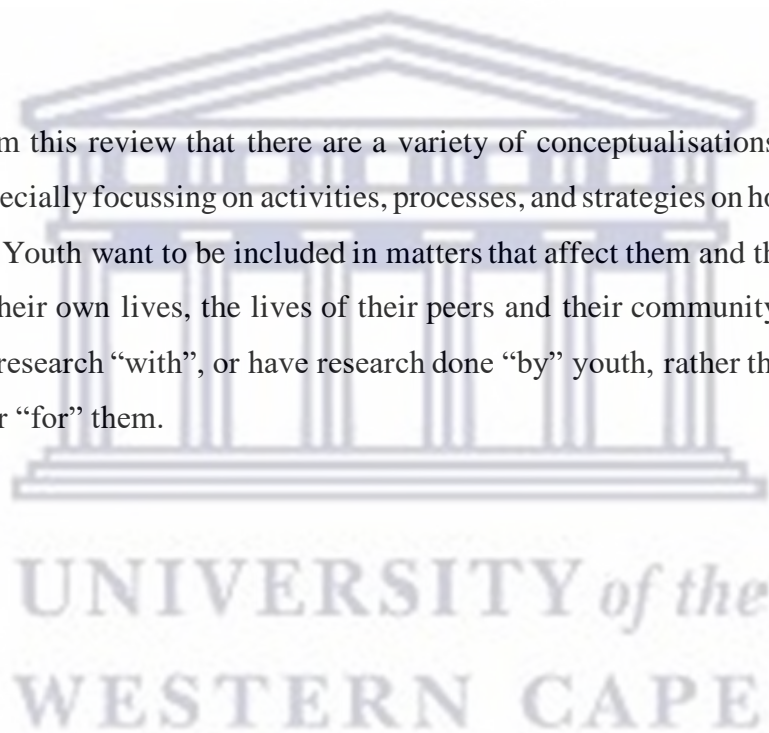 m this review that there are a variety of conceptualisations
ecially focussing on activities, processes, and strategies on ho
Youth want to be included in matters that affect them and th
heir own lives, the lives of their peers and their community
research “with”, or have research done “by” youth, rather th
r “for” them.
UNIVERSITY of the
WESTERN CAPE